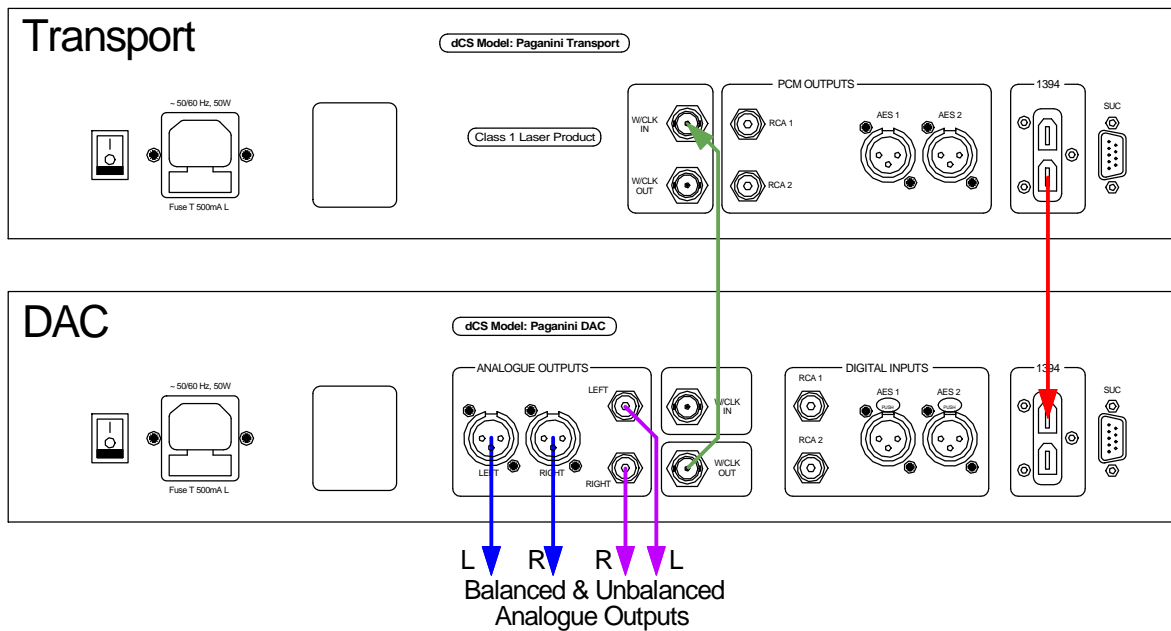 Transport
dCS Model: Paganini Transport
~ 50/60 Hz, 50W
I
O
Fuse T 500mA L
Class 1 Laser Product
W/CLK
IN
W/CLK
OUT
PCM OUTPUTS
RCA 1
RCA 2
AES 1
AES 2
1394
SUC
DAC
dCS Model: Paganini DAC
~ 50/60 Hz, 50W
I
O
Fuse T 500mA L
ANALOGUE OUTPUTS
LEFT
RIGHT
LEFT
RIGHT
W/CLK
IN
W/CLK
OUT
DIGITAL INPUTS
RCA 1
RCA 2
AES 1
PUSH
AES 2
PUSH
1394
SUC
L
R
R
L
Balanced & Unbalanced
Analogue Outputs